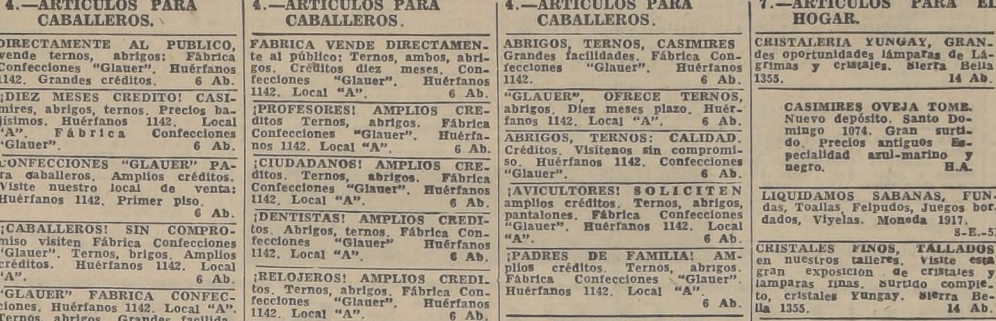 4.—ARTICULOS PARA
CABALLEROS.
DIRECTAMENTE AL PUBLICO,
vende ternos, abrigos: Fábrica
Confecciones "Glauer". Huérfanos
1142. Grandes créditos. 6 Ab.
¡DIEZ MESES CREDITO! CASI-
mires, abrigos, ternos. Precios ba-
jísimos. Huérfanos 1142. Local
"A". Fábrica Confecciones
"Glauer". 6 Ab.
CONFECCIONES "GLAUER" PA-
ra caballeros. Amplios créditos.
Visite nuestro local de venta:
Huérfanos 1142. Primer piso.
6 Ab.
¡CABALLEROS! SIN COMPRO-
miso visiten Fábrica Confecciones
"Glauer". Ternos, brigos. Amplios
créditos. Huérfanos 1142. Local
"A". 6 Ab.
"GLAUER" FABRICA CONFEC-
ciones, Huérfanos 1142. Local "A".
Ternos abrigos. Grandes facilida-
4.—ARTICULOS PARA
CABALLEROS.
FABRICA VENDE DIRECTAMEN-
te al público: Ternos, ambos, abri-
gos. Créditos diez meses. Con-
fecciones "Glauer". Huérfanos
1142. Local "A". 6 Ab.
¡PROFESORES! AMPLIOS CRE-
ditos Ternos, abrigos. Fábrica
Confecciones "Glauer". Huérfa-
nos 1142. Local "A". 6 Ab.
¡CIUDADANOS! AMPLIOS CRE-
ditos. Ternos, abrigos. Fábrica
Confecciones "Glauer". Huérfanos
1142. Local "A". 6 Ab.
¡DENTISTAS! AMPLIOS CREDI-
tos. Abrigos, ternos. Fábrica Con-
fecciones "Glauer" Huérfanos
1142. Local "A". 6 Ab.
¡RELOJEROS! AMPLIOS CREDI-
tos. Ternos, abrigos. Fábrica Con-
fecciones "Glauer". Huérfanos
1142. Local "A". 6 Ab.
4.—ARTICULOS PARA
CABALLEROS.
ABRIGOS, TERNOS, CASIMIRES
Grandes facilidades. Fábrica Con-
fecciones "Glauer". Huérfanos
1142. 6 Ab.
"GLAUER", OFRECE TERNOS,
abrigos. Diez meses plazo. Huér-
fanos 1142. Local "A". 6 Ab.
ABRIGOS, TERNOS: CALIDAD.
Créditos. Visítenos sin compromi-
so. Huérfanos 1142. Confecciones
"Glauer". 6 Ab.
¡AVICULTORES! SOLICITEN
amplios créditos. Ternos, abrigos,
pantalones. Fábrica Confecciones
"Glauer". Huérfanos 1142. Local
"A". 6 Ab.
¡PADRES DE FAMILIA! AM-
plios créditos. Ternos, abrigos.
Fábrica Confecciones "Glauer".
Huérfanos 1142. Local "A".
6 Ab.
7.—ARTICULOS PARA EL
HOGAR.
CRISTALERIA YUNGAY, GRAN-
des oportunidades lámparas de Lá-
grimas y cristales. Sierra Bella
1355. 14 Ab.
CASIMIRES OVEJA TOME.
Nuevo depósito. Santo Do-
mingo 1074. Gran surti-
do. Precios antiguos Es-
pecialidad azul-marino y
negro. H.A.
LIQUIDAMOS SABANAS, FUN-
das, Toallas, Felpudos, Juegos bor-
dados, Viyelas. Moneda 1917.
8-E.-5
CRISTALES FINOS, TALLADOS
en nuestros talleres. Visite esta
gran exposición de cristales y
lámparas finas. Surtido comple-
to, cristales Yungay. Sierra Be-
lla 1355. 14 Ab.